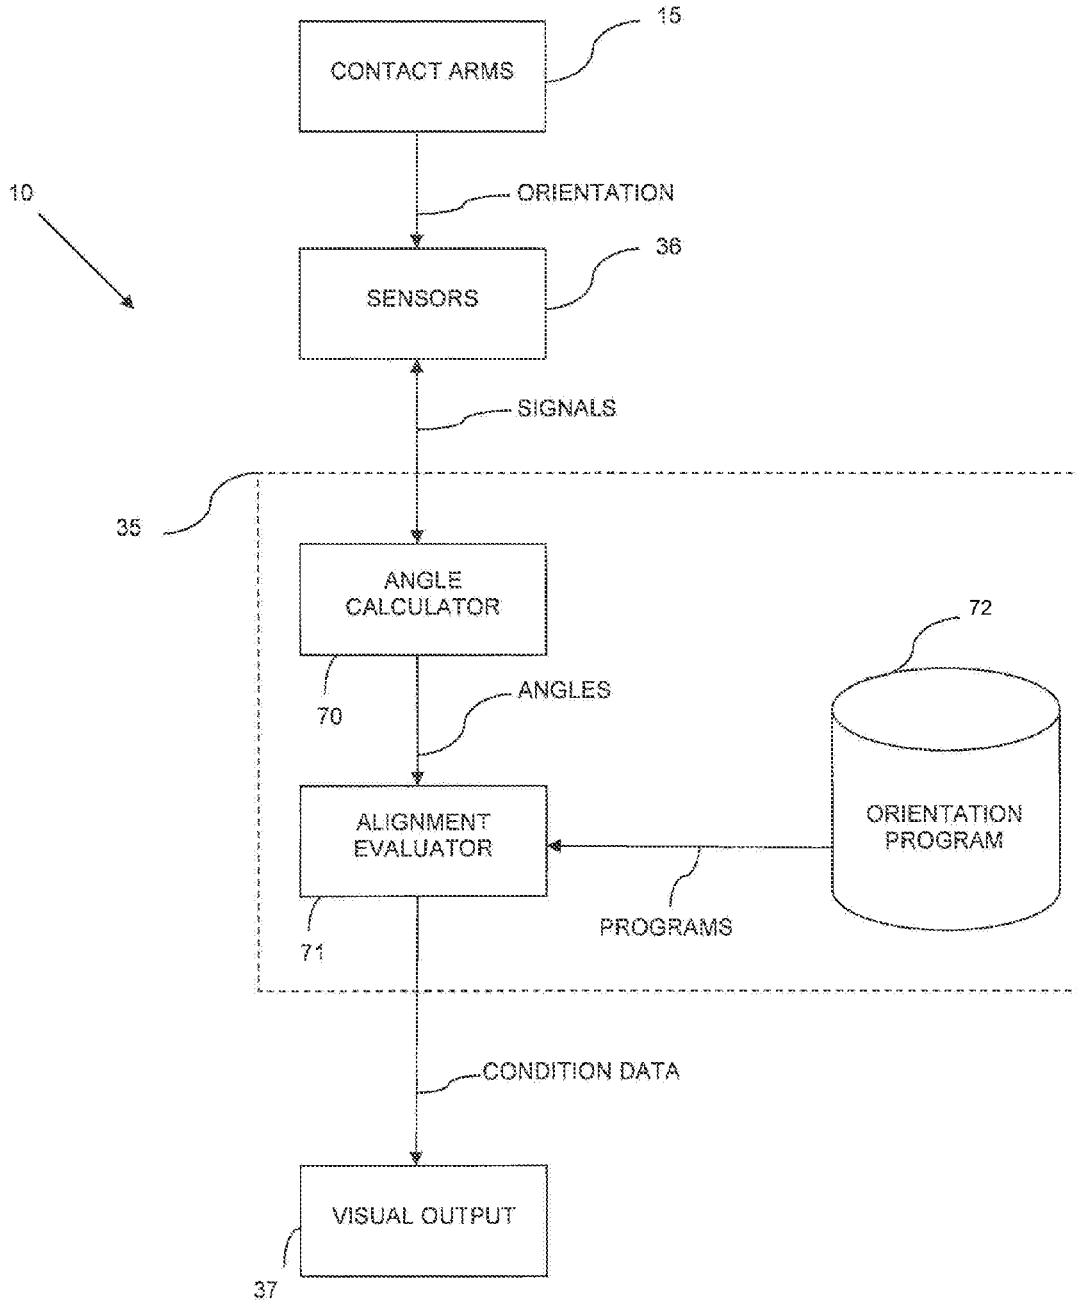 15
CONTACT ARMS
10
ORIENTATION
36
SENSORS
SIGNALS
35
ANGLE
CALCULATOR
72
70
ANGLES
ALIGNMENT
EVALUATOR
ORIENTATION
PROGRAM
71
PROGRAMS
CONDITION DATA
VISUAL OUTPUT
37